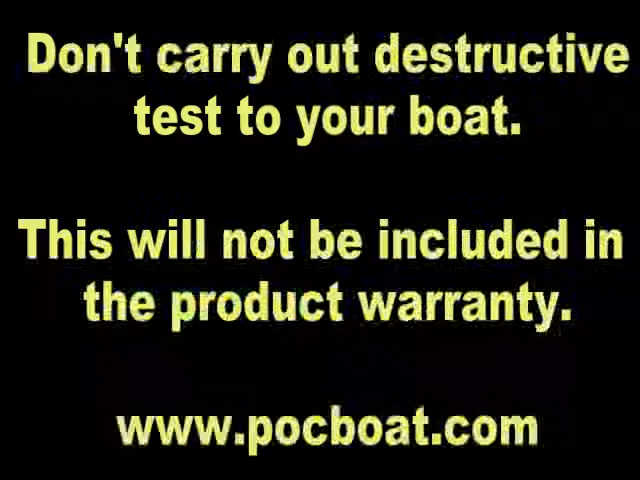 Don't carry out destructive
test to your boat.
This will not be included in
the product warranty.
www.pocboat.com